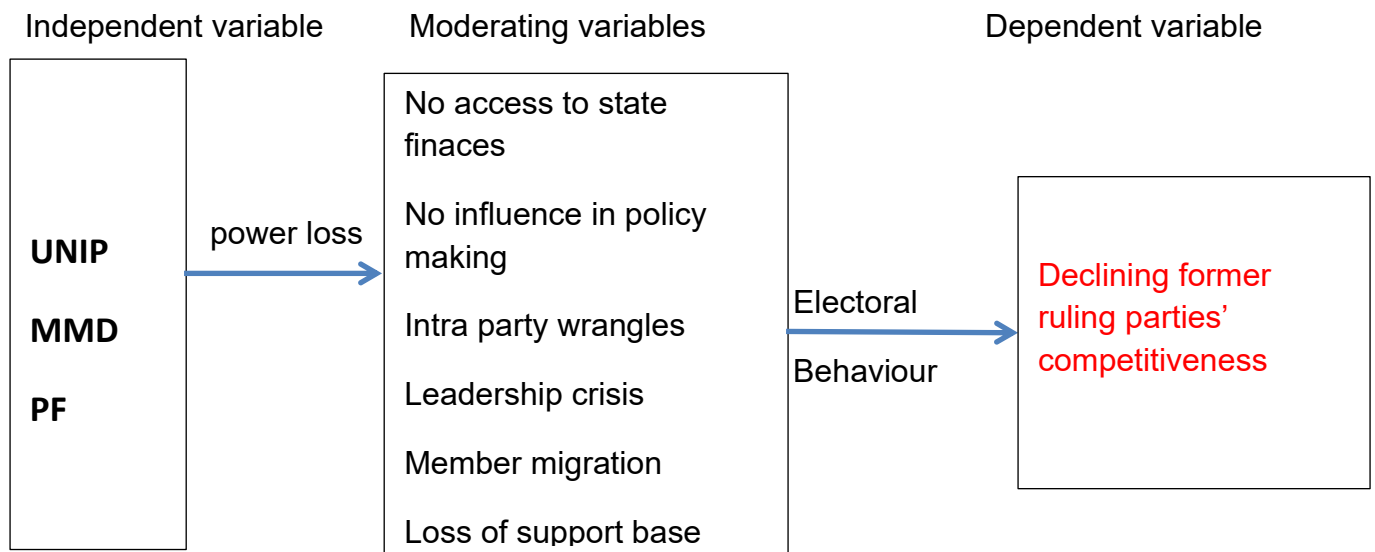 Independent variable
Moderating variables
Dependent variable
UNIP
MMD
PF
power loss
No access to state
finaces
No influence in policy
making
Intra party wrangles
Leadership crisis
Member migration
Loss of support base
Electoral
Behaviour
Declining former
ruling parties’
competitiveness